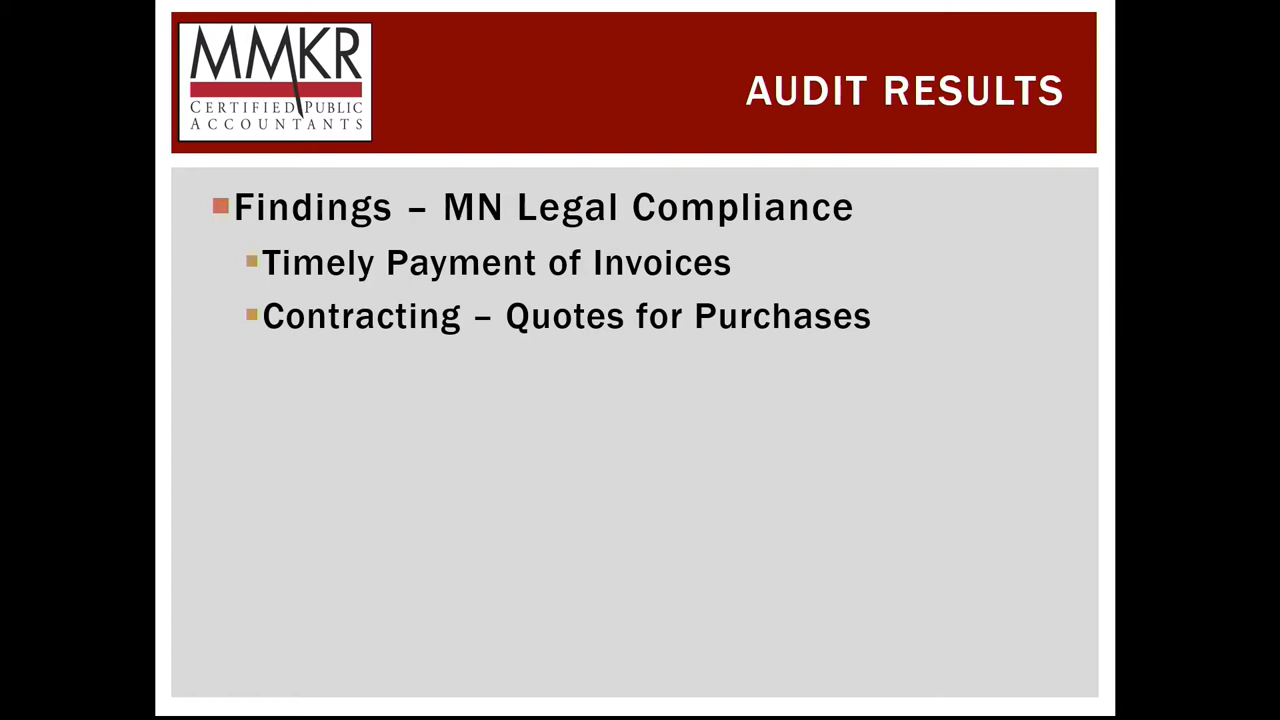 MMKR
CERTIFIED PUBLIC
ACCOUNTANTS
AUDIT RESULTS
Findings – MN Legal Compliance
Timely Payment of Invoices
Contracting – Quotes for Purchases